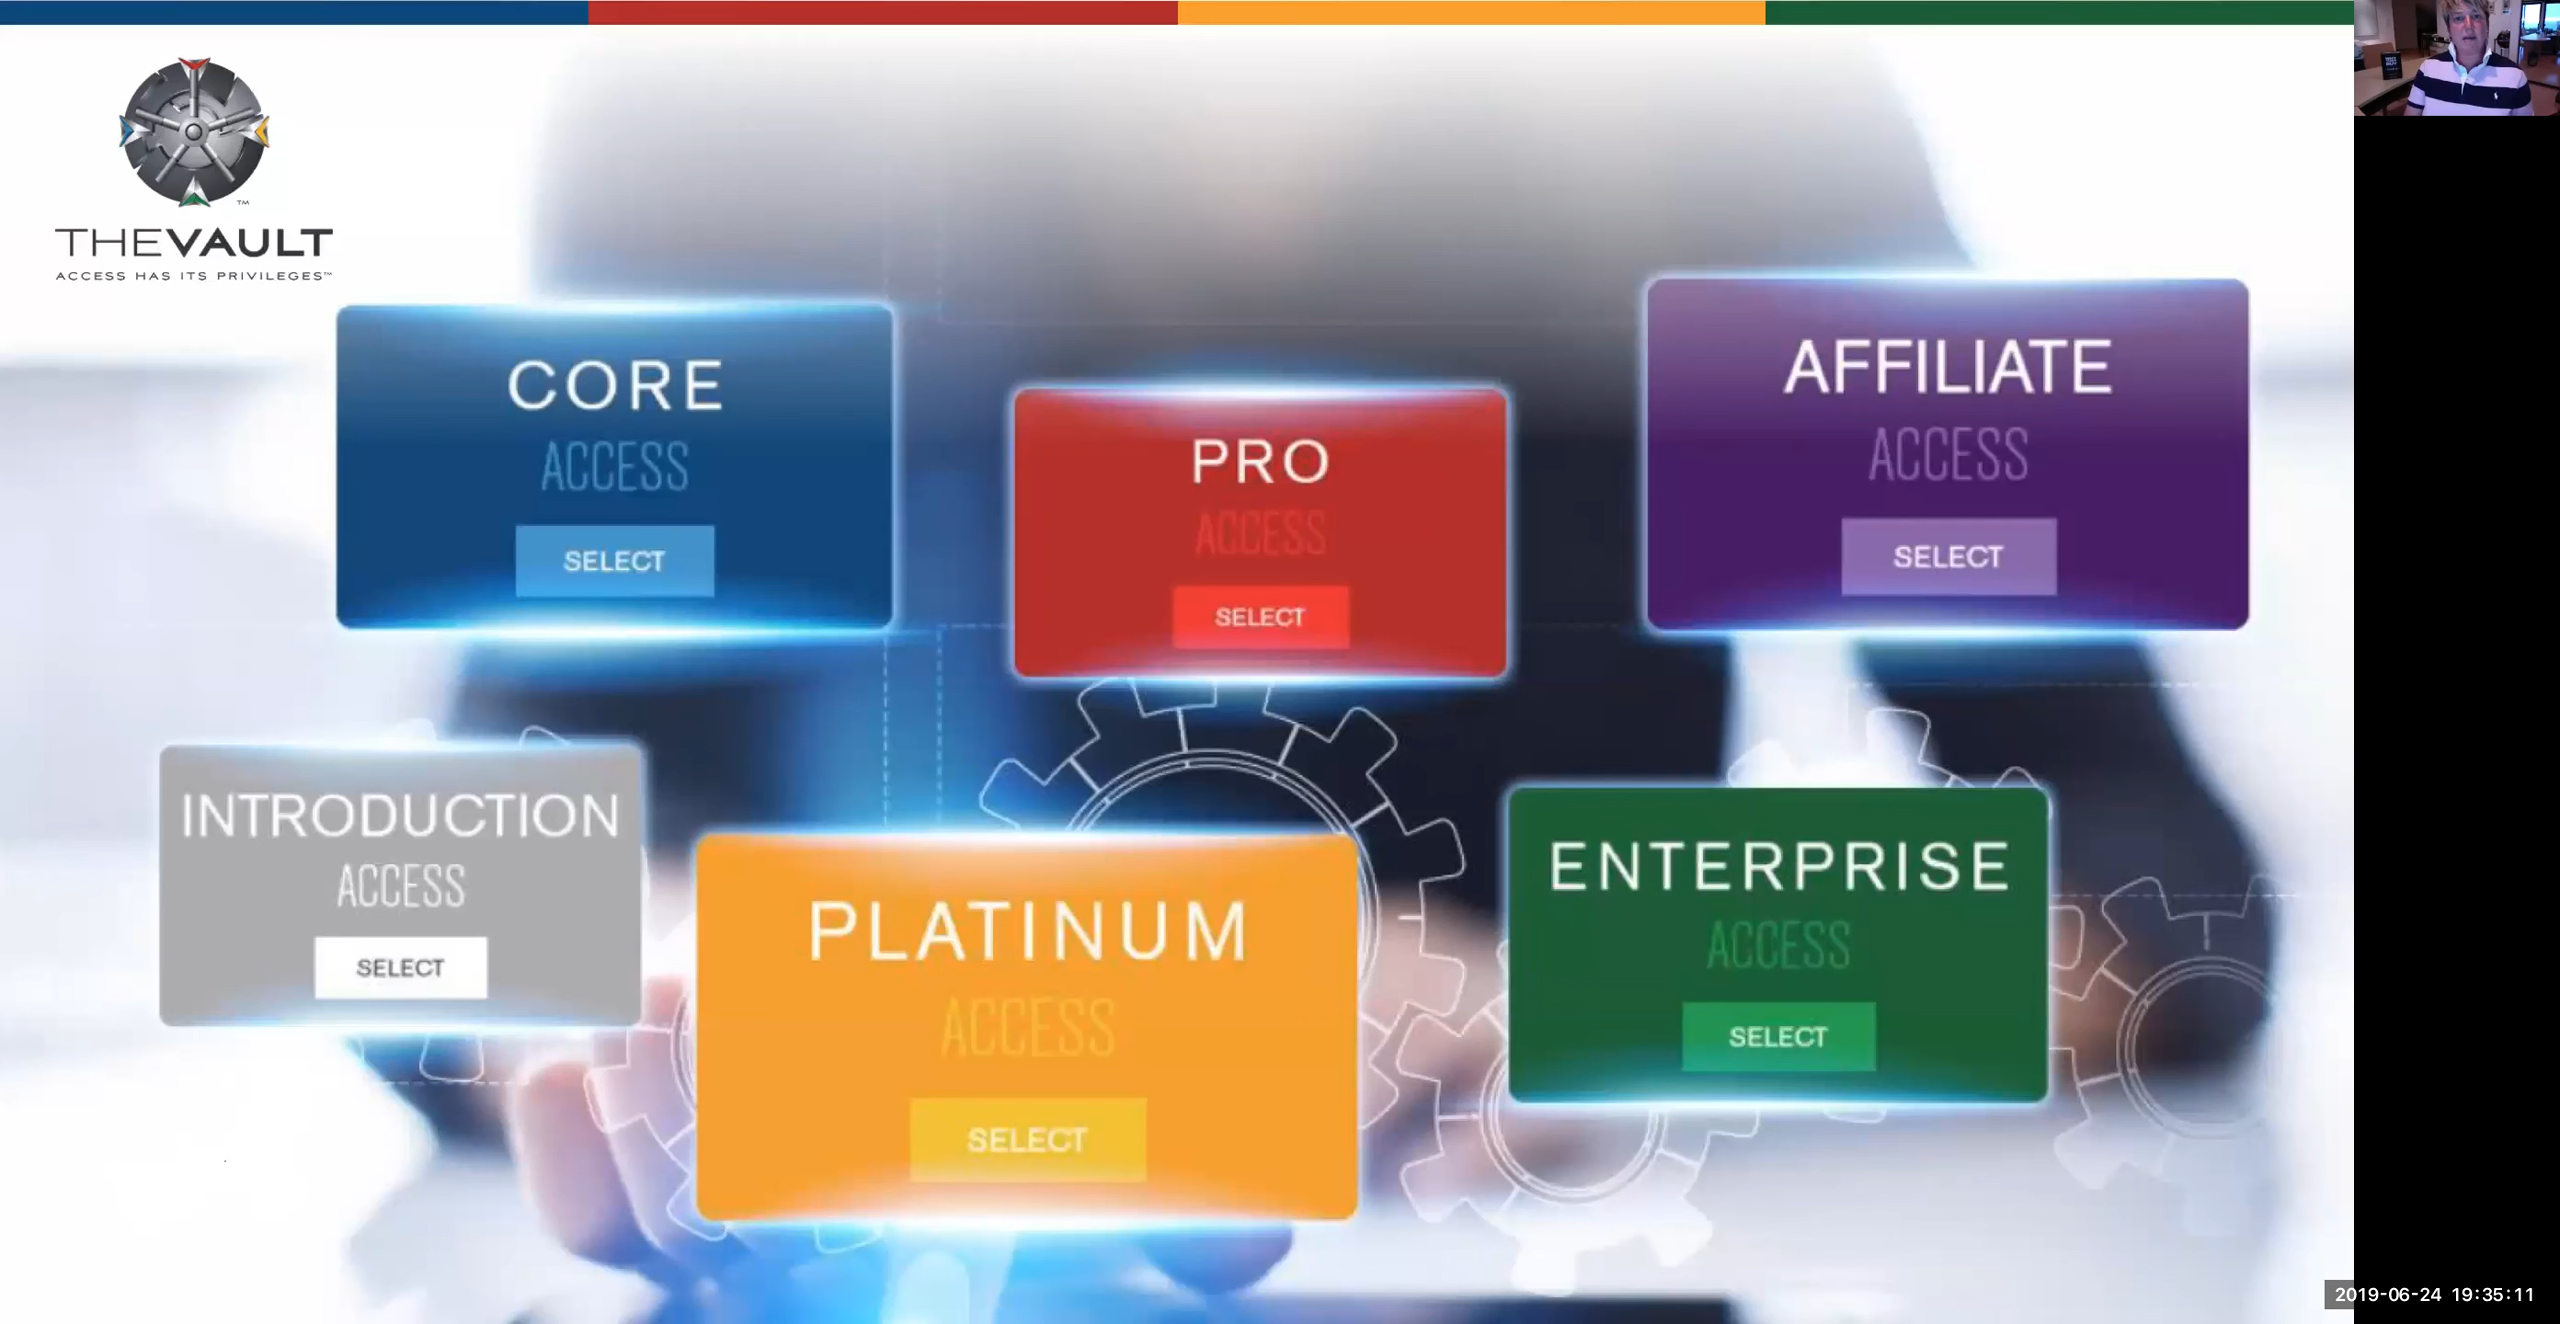 ™
THEVAULT
ACCESS HAS ITS PRIVILEGES™
CORE
ACCESS
SELECT
PRO
ACCESS
SELECT
AFFILIATE
ACCESS
SELECT
INTRODUCTION
ACCESS
SELECT
PLATINUM
ACCESS
SELECT
ENTERPRISE
ACCESS
SELECT
2019-06-24 19:35:11